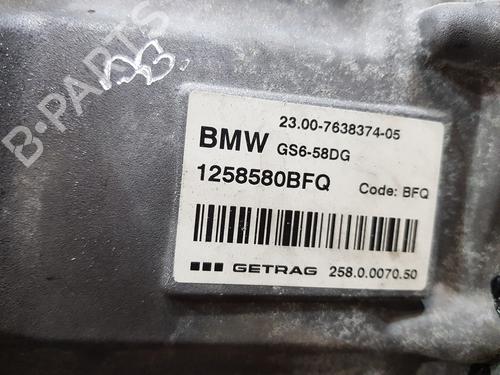 B-PARTS
23.00-7638374-05
BMW GS6-58DG
1258580BFQ Code: BFQ
GETRAG 258.0.0070.50